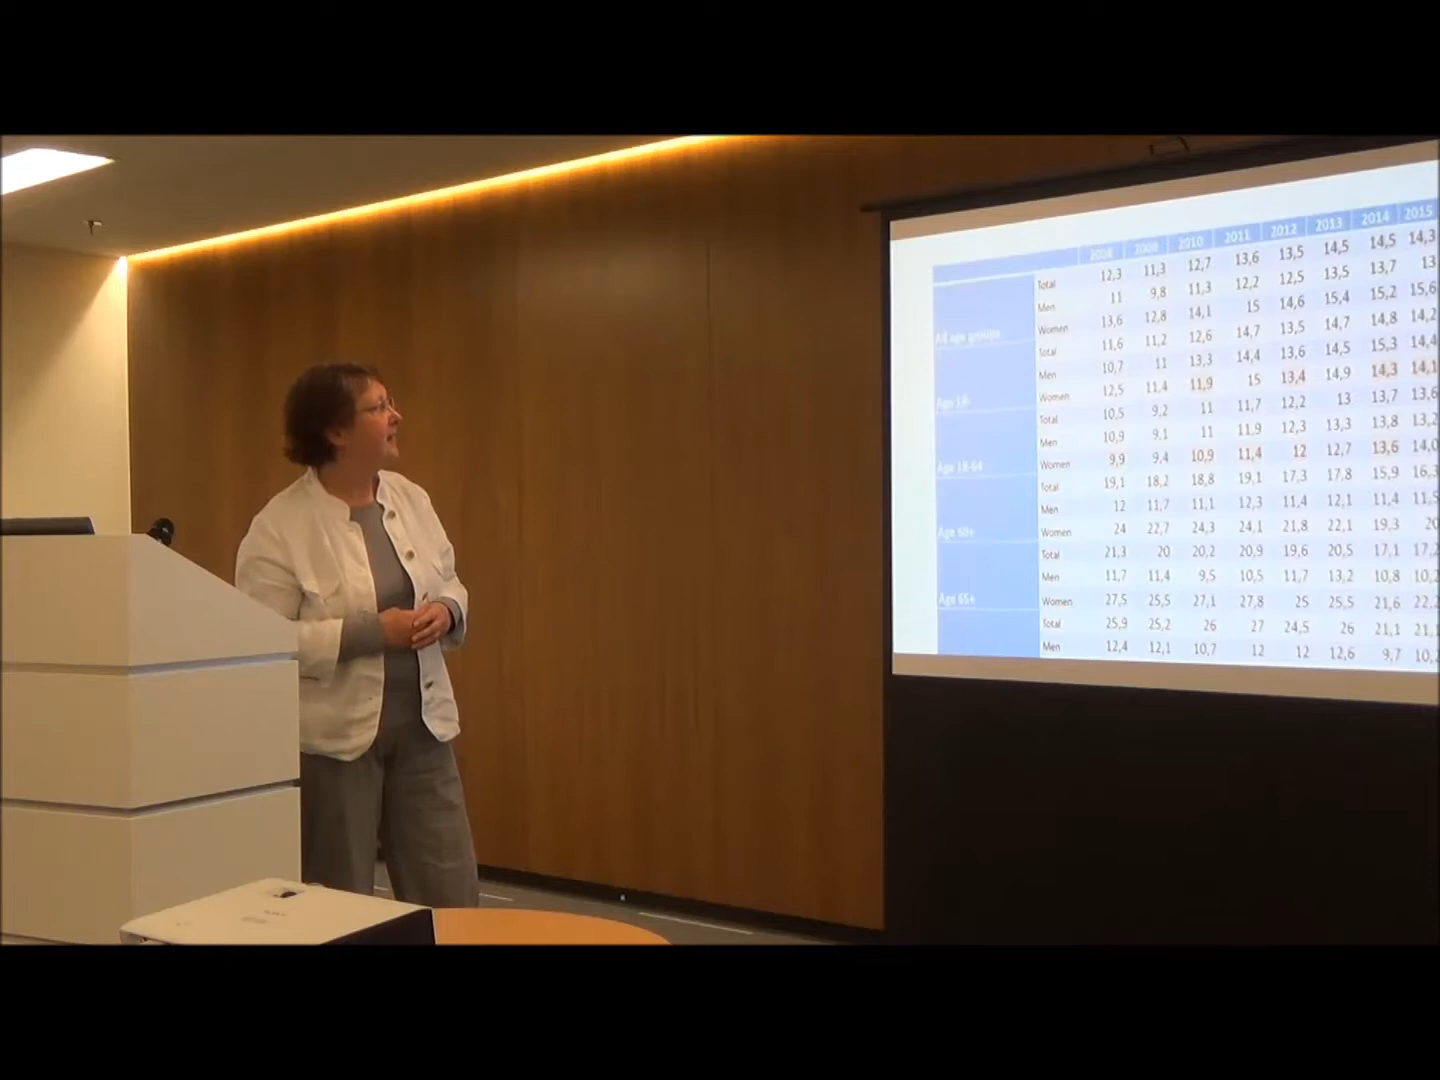 2008 2009 2010 2011 2012 2013 2014 2015
Total 12,3 11,3 12,7 13,6 13,5 14,5 14,5 14,3
Men 11 9,8 11,3 12,2 12,5 13,5 13,7 13
All age groups Women 13,6 12,8 14,1 15 14,6 15,4 15,2 15,6
Total 11,6 11,2 12,6 14,7 13,5 14,7 14,8 14,2
Men 10,7 11 13,3 14,4 13,6 14,5 15,3 14,4
Age 18- Women 12,5 11,4 11,9 15 13,4 14,9 14,3 14,1
Total 10,5 9,2 11 11,7 12,2 13 13,7 13,6
Men 10,9 9,1 11 11,9 12,3 13,3 13,8 13,2
Age 18-64 Women 9,9 9,4 10,9 11,4 12 12,7 13,6 14,0
Total 19,1 18,2 18,8 19,1 17,3 17,8 15,9 16,3
Men 12 11,7 11,1 12,3 11,4 12,1 11,4 11,5
Age 60+ Women 24 22,7 24,3 24,1 21,8 22,1 19,3 20
Total 21,3 20 20,2 20,9 19,6 20,5 17,1 17,2
Men 11,7 11,4 9,5 10,5 11,7 13,2 10,8 10,2
Age 65+ Women 27,5 25,5 27,1 27,8 25 25,5 21,6 22,2
Total 25,9 25,2 26 27 24,5 26 21,1 21,1
Men 12,4 12,1 10,7 12 12 12,6 9,7 10,2